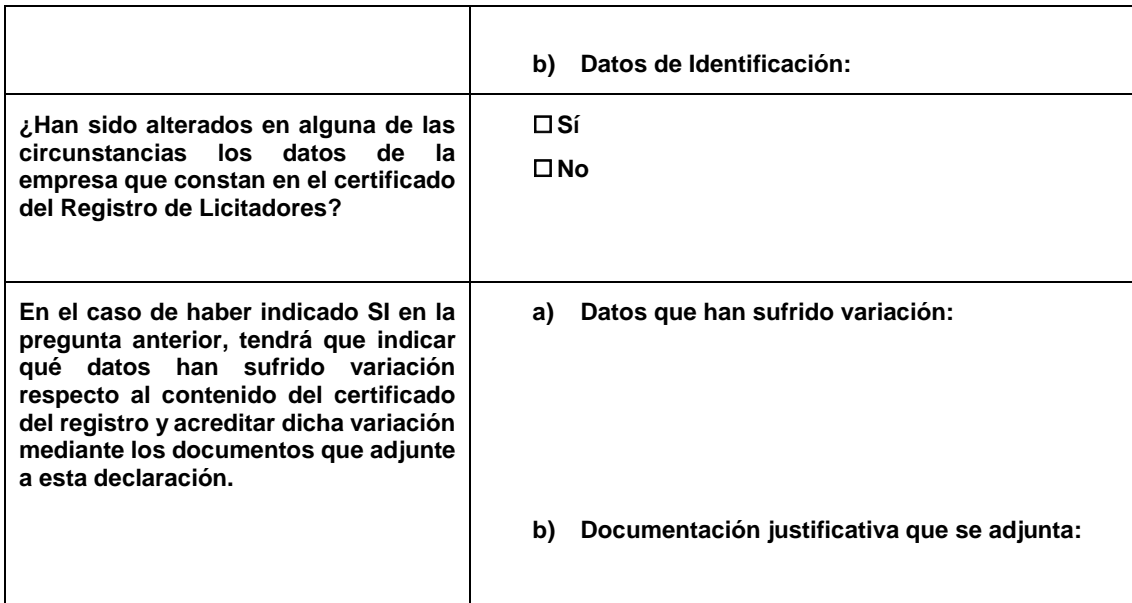 b) Datos de Identificación:
¿Han sido alterados en alguna de las
circunstancias los datos de la
empresa que constan en el certificado
del Registro de Licitadores?
☐ Sí
☐ No
En el caso de haber indicado SI en la
pregunta anterior, tendrá que indicar
qué datos han sufrido variación
respecto al contenido del certificado
del registro y acreditar dicha variación
mediante los documentos que adjunte
a esta declaración.
a) Datos que han sufrido variación:
b) Documentación justificativa que se adjunta: